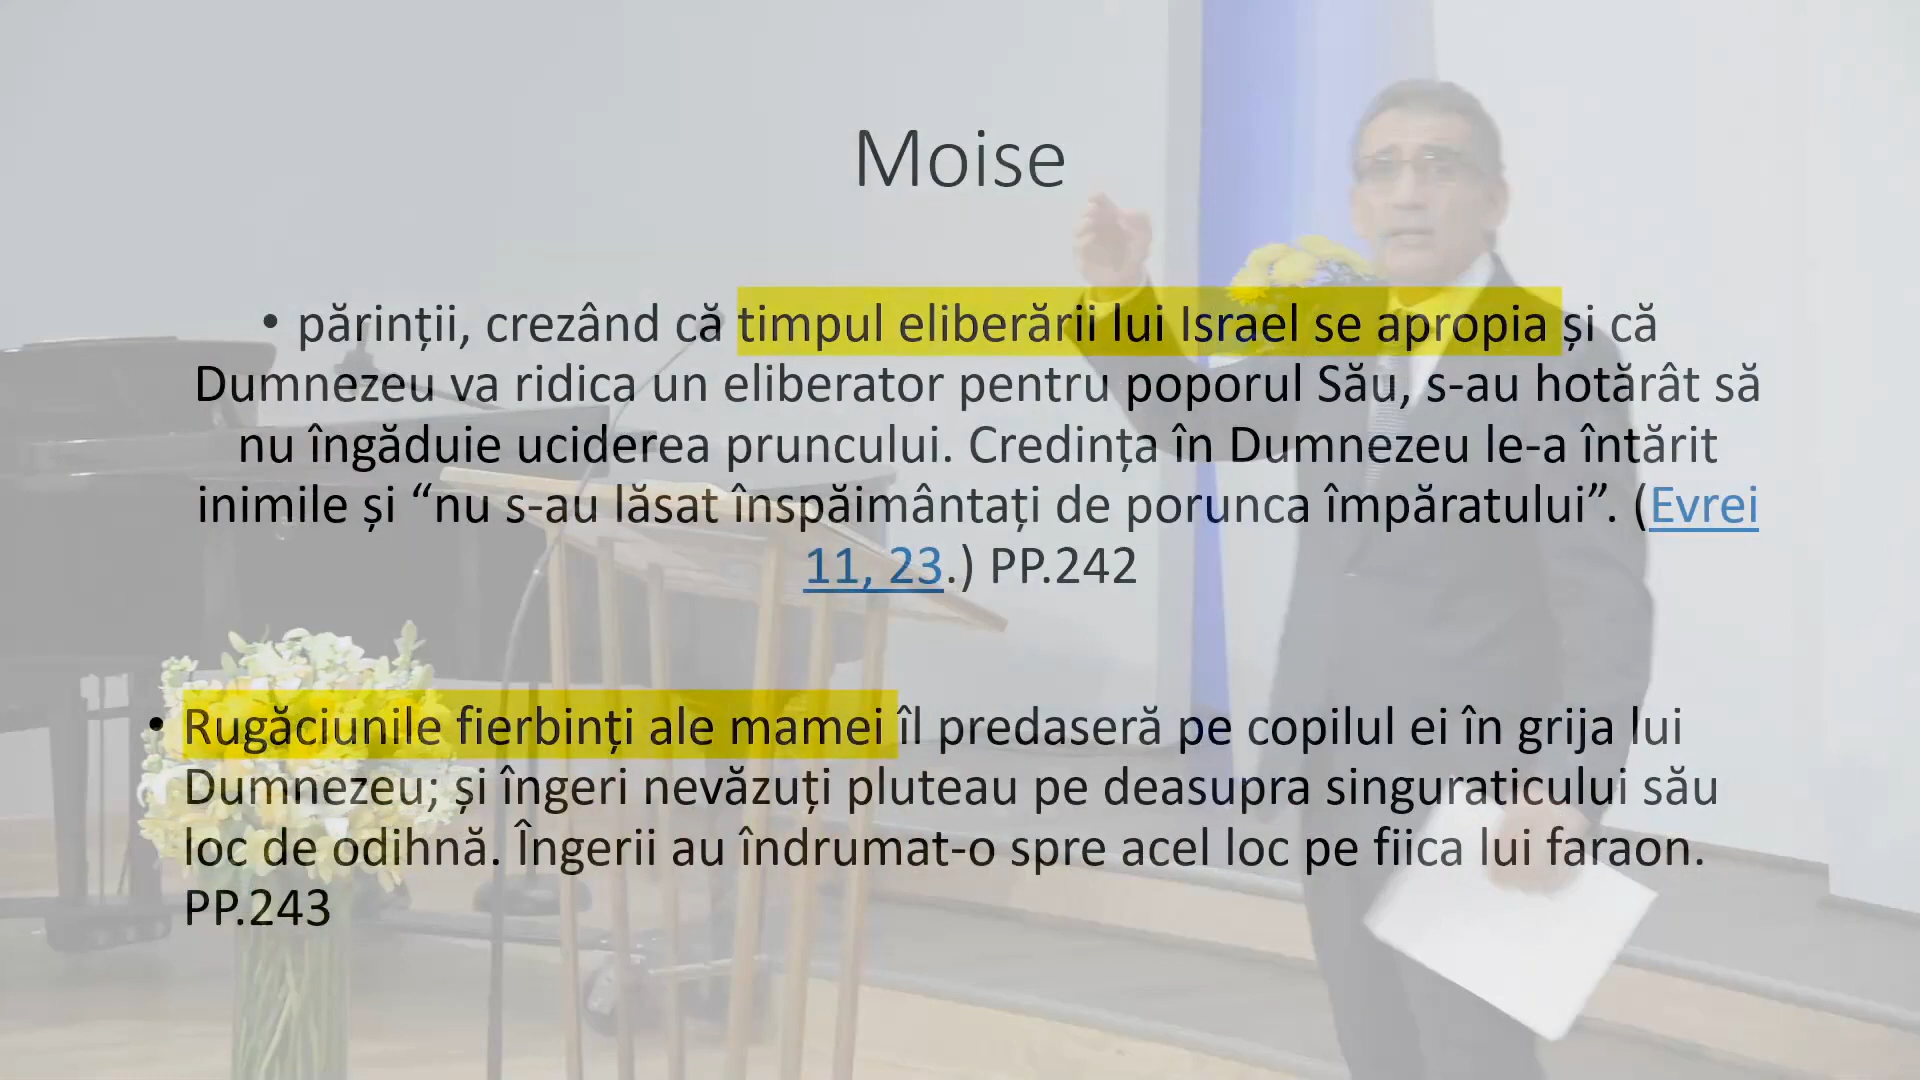 Moise
• părinții, crezând că timpul eliberării lui Israel se apropia și că
Dumnezeu va ridica un eliberator pentru poporul Său, s-au hotărât să
nu îngăduie uciderea pruncului. Credința în Dumnezeu le-a întărit
inimile și “nu s-au lăsat înspăimântați de porunca împăratului”. (Evrei
11, 23.) PP.242
• Rugăciunile fierbinți ale mamei îl predaseră pe copilul ei în grija lui
Dumnezeu; și îngeri nevăzuți pluteau pe deasupra singuraticului său
loc de odihnă. Îngerii au îndrumat-o spre acel loc pe fiica lui faraon.
PP.243